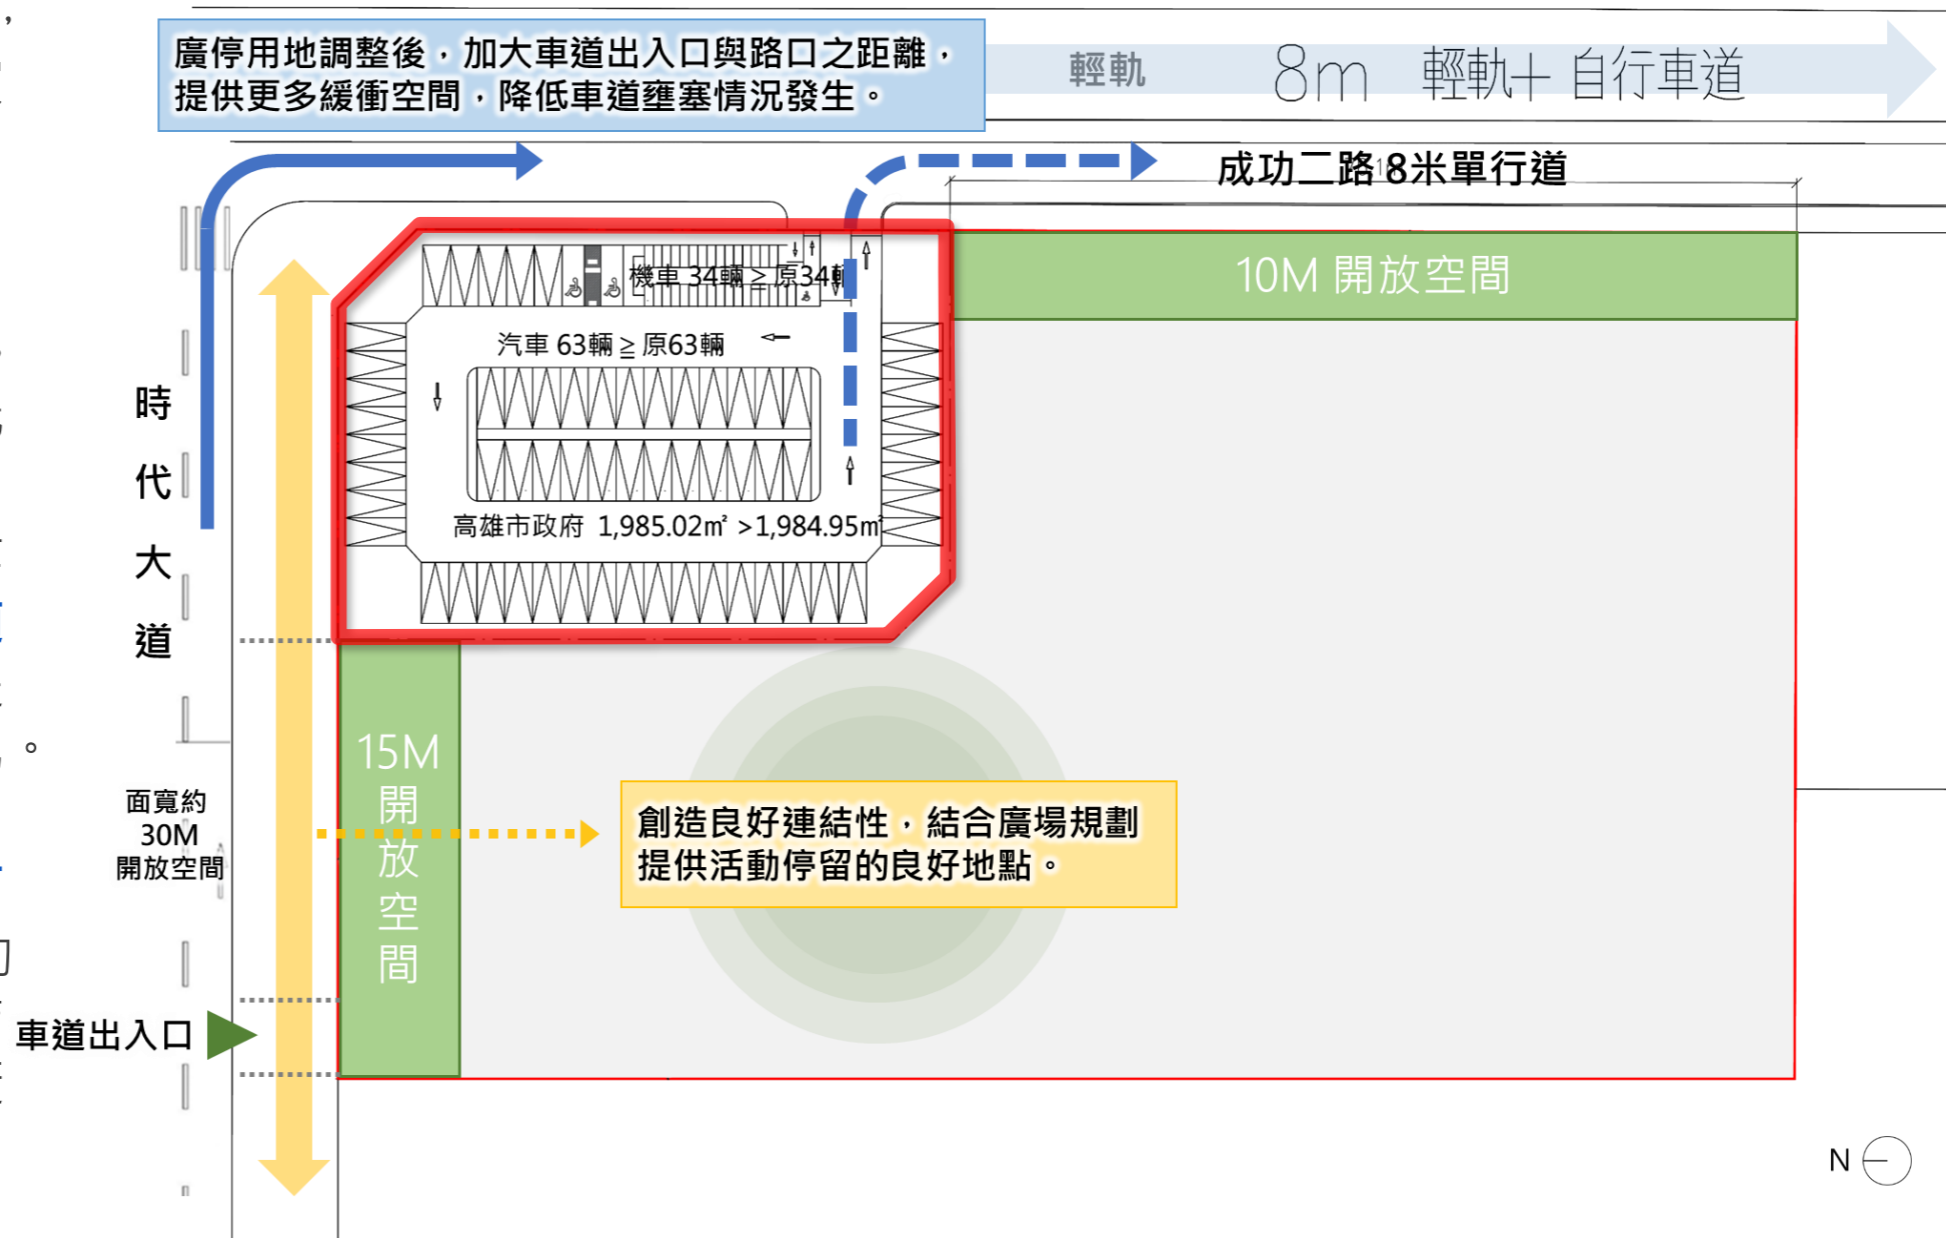 廣停用地調整後，加大車道出入口與路口之距離，
提供更多緩衝空間，降低車道壅塞情況發生。
輕軌
8m 輕軌＋自行車道
成功二路 8米單行道
機車 34輛 ≧ 原34輛
10M 開放空間
汽車 63輛 ≧ 原63輛
時代大道
高雄市政府 1,985.02㎡ >1,984.95㎡
15M開放空間
面寬約
30M
開放空間
創造良好連結性，結合廣場規劃
提供活動停留的良好地點。
車道出入口
N